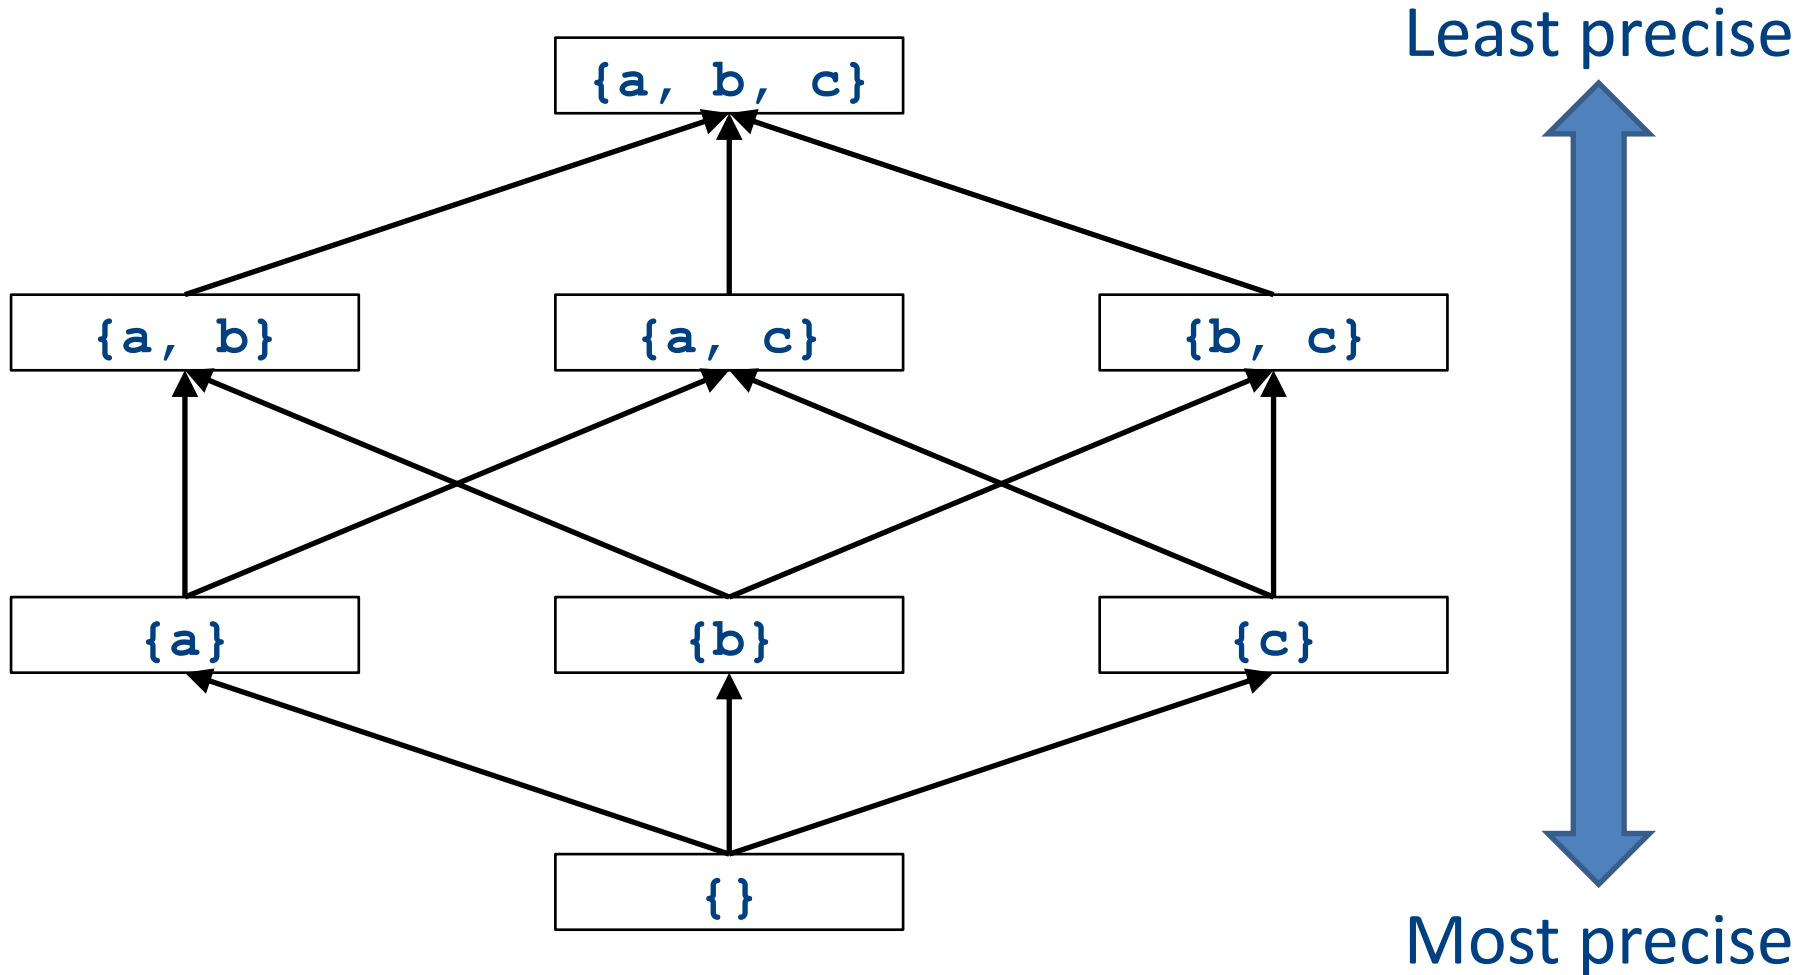 Least precise
{a, b, c}
{a, b}
{a, c}
{b, c}
{a}
{b}
{c}
{}
Most precise